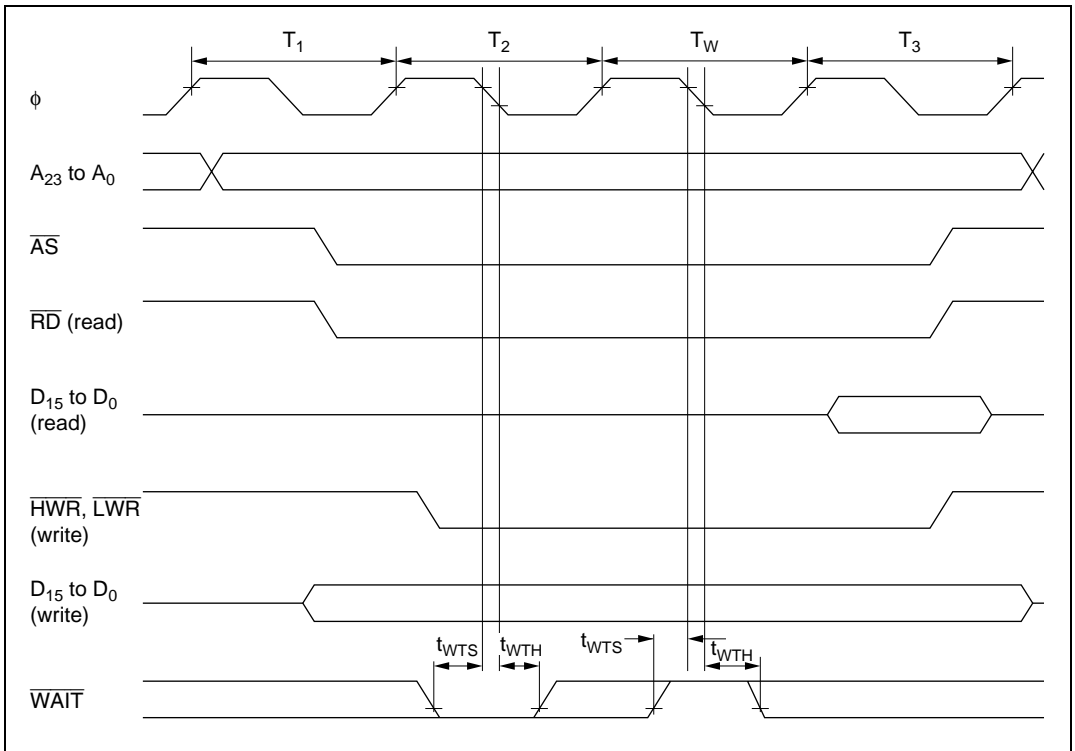 T1 T2 TW T3
ϕ
A23 to A0
AS
RD (read)
D15 to D0
(read)
HWR, LWR
(write)
D15 to D0
(write)
tWTS tWTH tWTS tWTH
WAIT